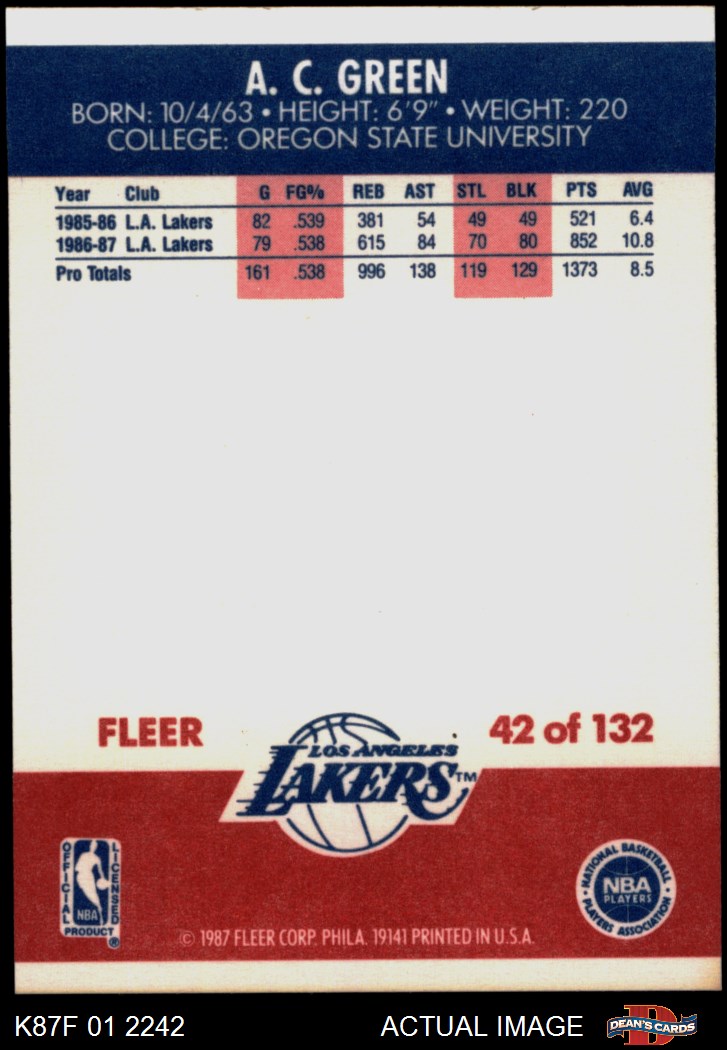 A. C. GREEN
BORN: 10/4/63 • HEIGHT: 6'9" • WEIGHT: 220
COLLEGE: OREGON STATE UNIVERSITY
Year Club G FG% REB AST STL BLK PTS AVG
1985-86 L.A. Lakers 82 .539 381 54 49 49 521 6.4
1986-87 L.A. Lakers 79 .538 615 84 70 80 852 10.8
Pro Totals 161 .538 996 138 119 129 1373 8.5
FLEER
42 of 132
LOS ANGELES
LAKERS™
OFFICIAL LICENSED
NBA
PRODUCT ®
NATIONAL BASKETBALL
NBA
PLAYERS
PLAYERS ASSOCIATION
© 1987 FLEER CORP. PHILA. 19141 PRINTED IN U.S.A.
K87F 01 2242
ACTUAL IMAGE
D
DEAN'S CARDS